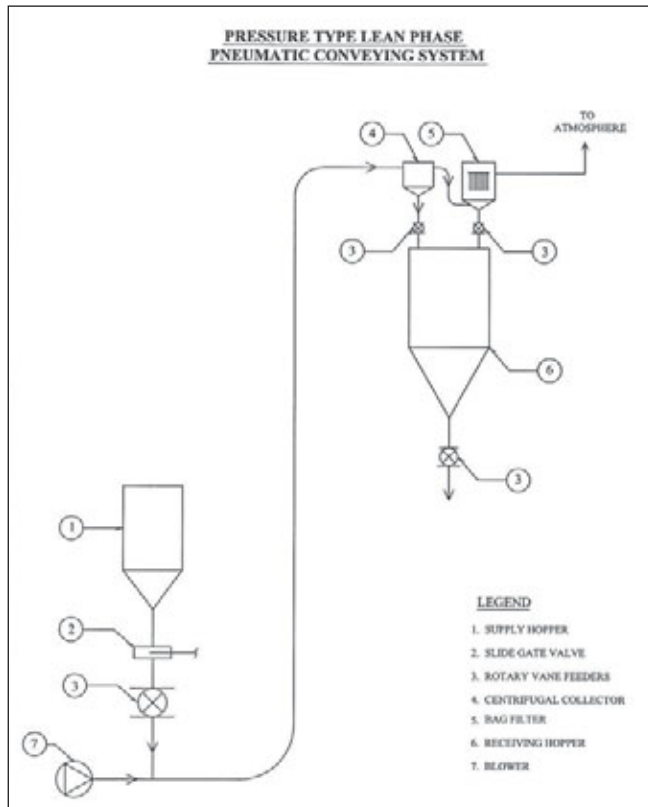 PRESSURE TYPE LEAN PHASE
PNEUMATIC CONVEYING SYSTEM
TO
ATMOSPHERE
4
5
3
3
6
3
1
2
3
7
LEGEND
1. SUPPLY HOPPER
2. SLIDE GATE VALVE
3. ROTARY VANE FEEDERS
4. CENTRIFUGAL COLLECTOR
5. BAG FILTER
6. RECEIVING HOPPER
7. BLOWER